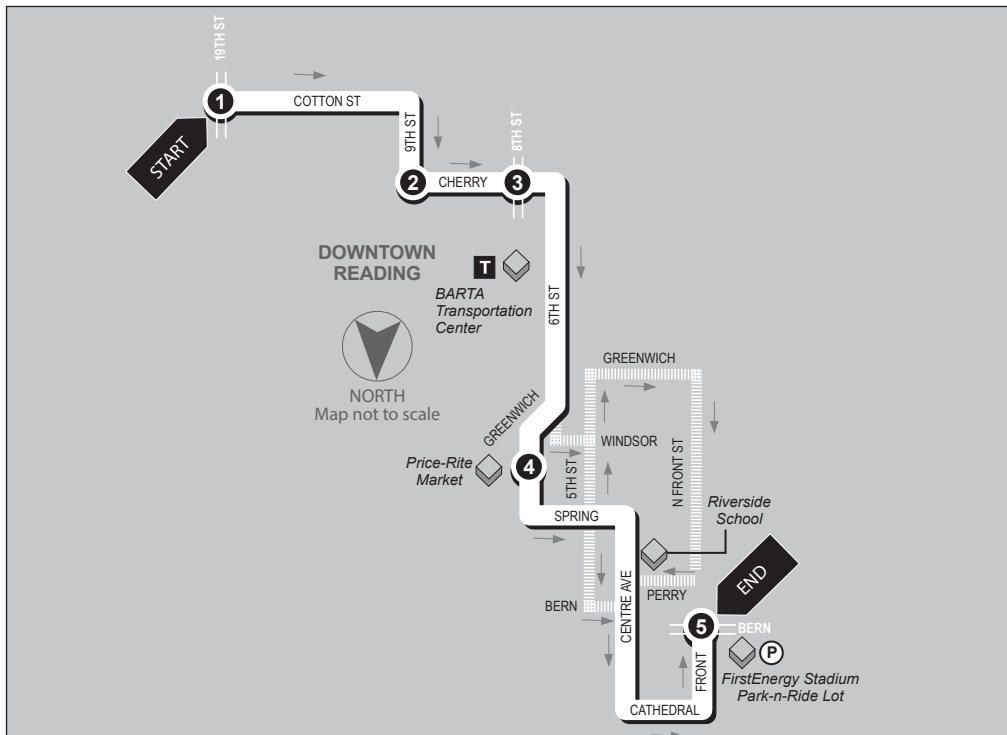 19TH ST
1
COTTON ST
START
9TH ST
8TH ST
2
CHERRY
3
DOWNTOWN
READING
T
BARTA
Transportation
Center
6TH ST
NORTH
Map not to scale
GREENWICH
GREENWICH
WINDSOR
Price-Rite
Market
4
5TH ST
N FRONT ST
Riverside
School
SPRING
END
PERRY
BERN
CENTRE AVE
5
BERN
P
FRONT
FirstEnergy Stadium
Park-n-Ride Lot
CATHEDRAL